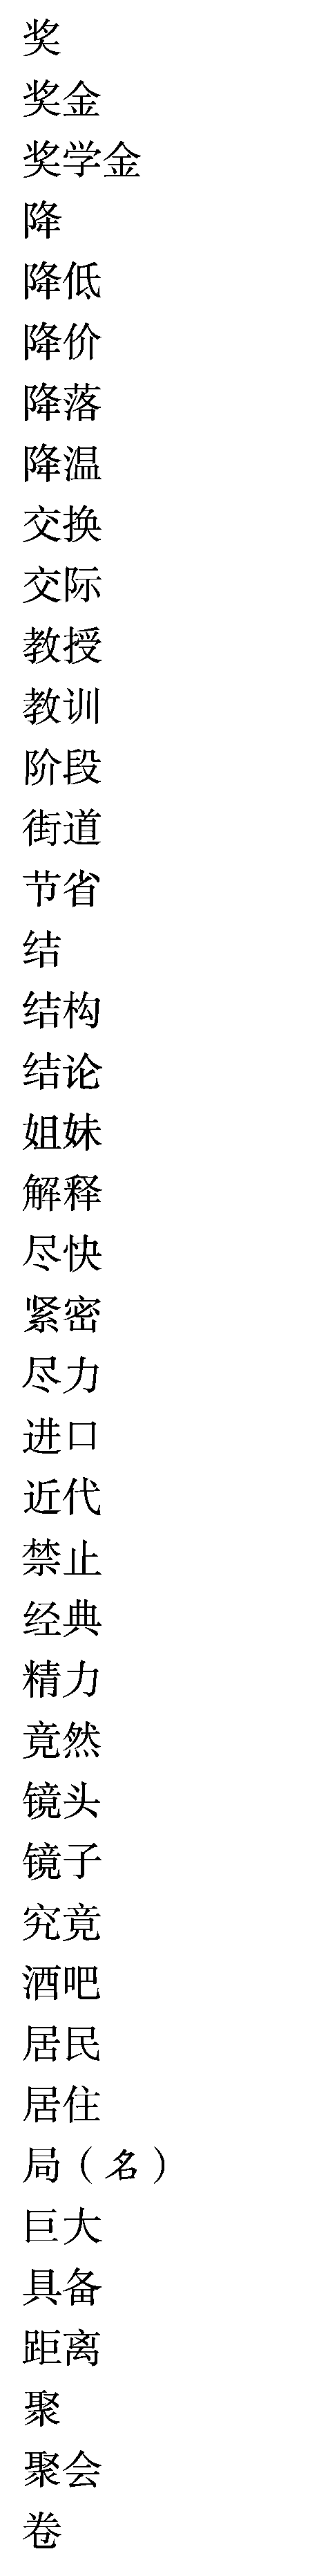 奖
奖金
奖学金
降
降低
降价
降落
降温
交换
交际
教授
教训
阶段
街道
节省
结
结构
结论
姐妹
解释
尽快
紧密
尽力
进口
近代
禁止
经典
精力
竟然
镜头
镜子
究竟
酒吧
居民
居住
局（名）
巨大
具备
距离
聚
聚会
卷